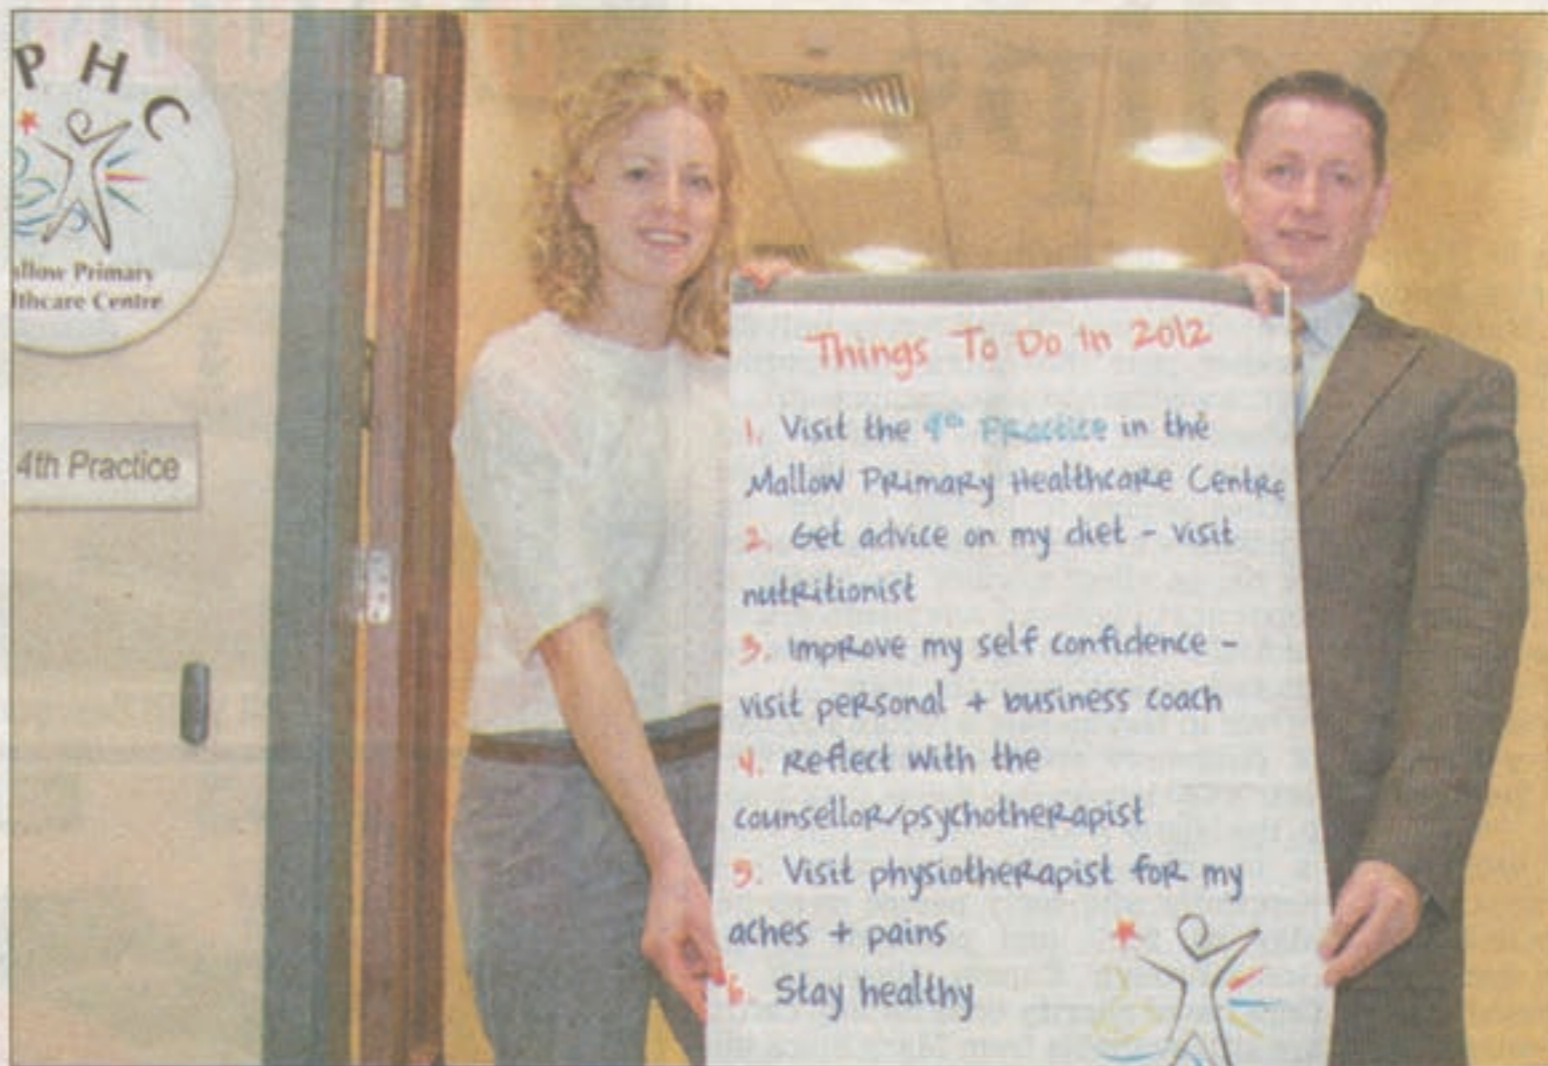 PHC
allow Primary
lthcare Centre
4th Practice
Things To Do In 2012
1. Visit the 4th Practice in the
Mallow Primary Healthcare Centre
2. Get advice on my diet - visit
nutritionist
3. Improve my self confidence -
visit personal + business coach
4. Reflect with the
counsellor/psychotherapist
5. Visit physiotherapist for my
aches + pains
6. Stay healthy